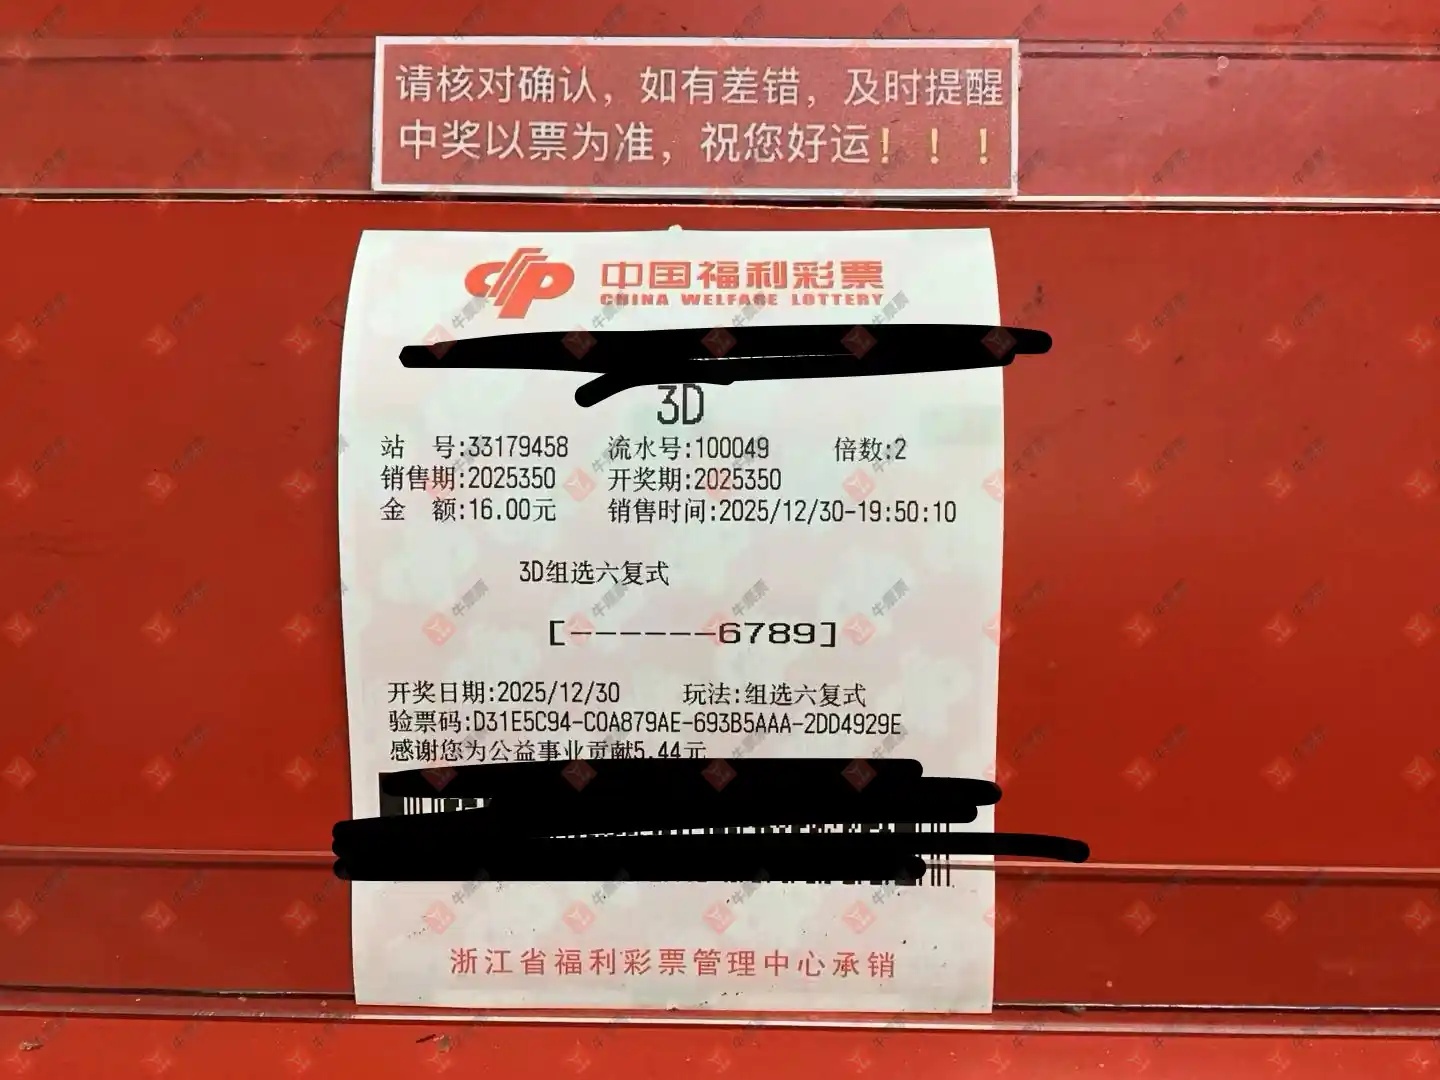 请核对确认，如有差错，及时提醒
中奖以票为准，祝您好运！！！
中国福利彩票
CHINA WELFARE LOTTERY
3D
站 号:33179458 流水号:100049 倍数:2
销售期:2025350 开奖期:2025350
金 额:16.00元 销售时间:2025/12/30-19:50:10
3D组选六复式
[------6789]
开奖日期:2025/12/30 玩法:组选六复式
验票码:D31E5C94-C0A879AE-693B5AAA-2DD4929E
感谢您为公益事业贡献5.44元
浙江省福利彩票管理中心承销
牛票票